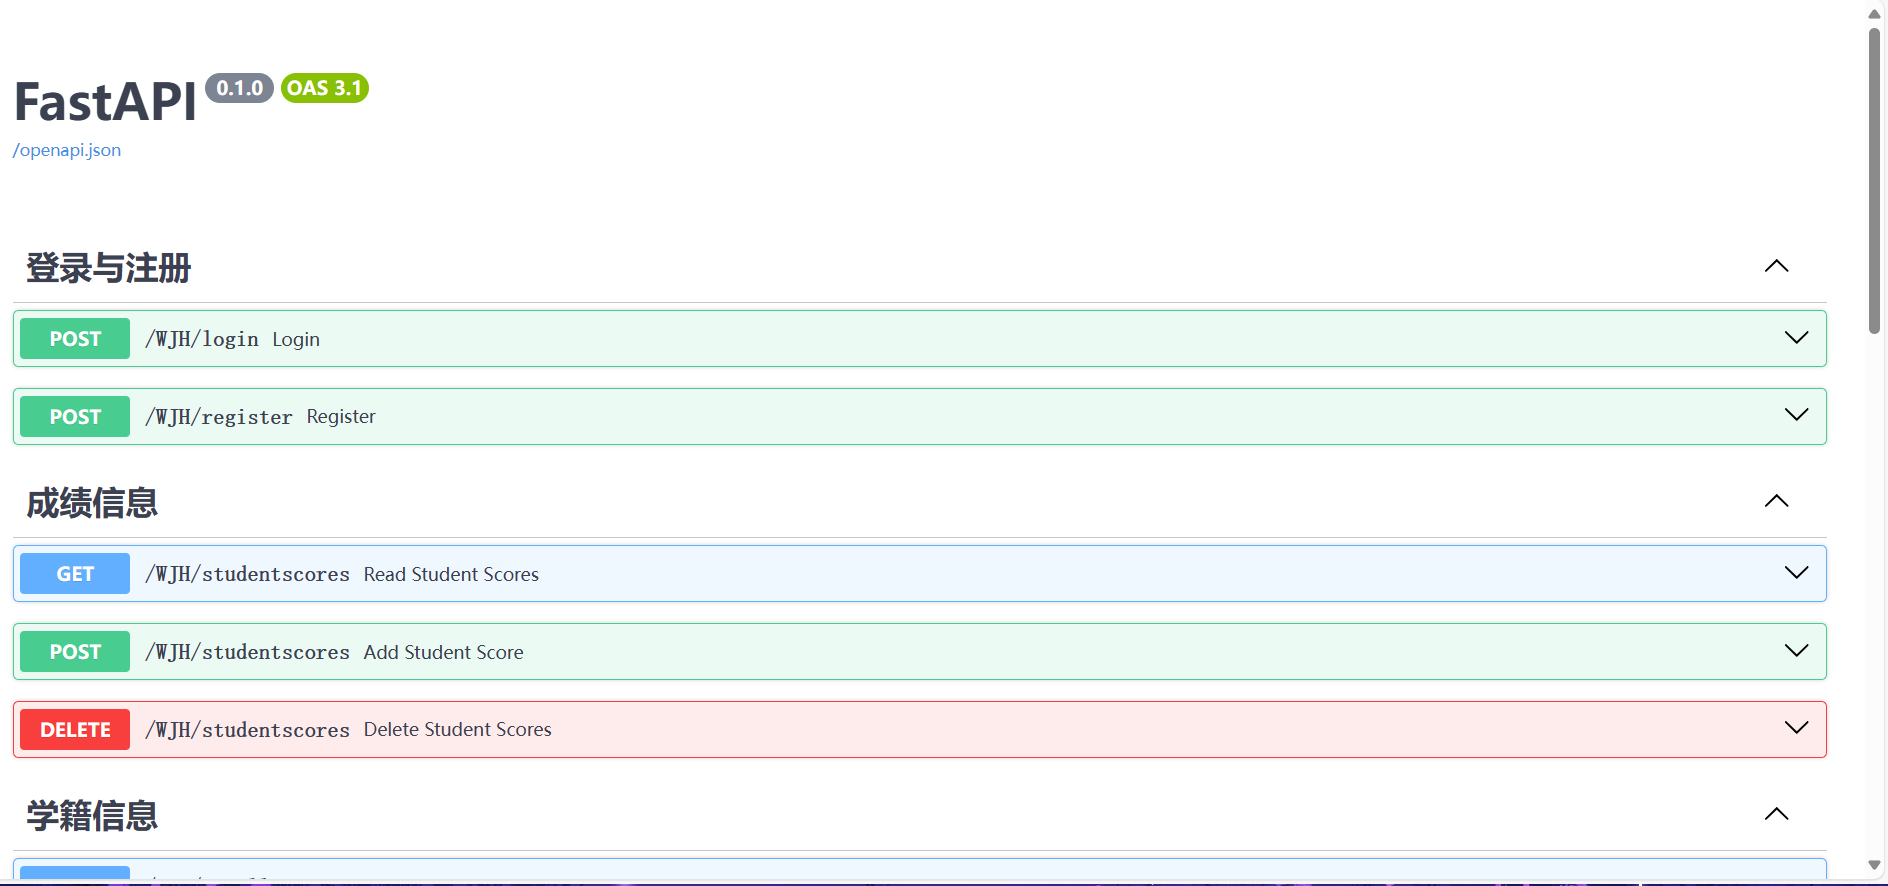 FastAPI 0.1.0 OAS 3.1
/openapi.json
登录与注册
POST /WJH/login Login
POST /WJH/register Register
成绩信息
GET /WJH/studentscores Read Student Scores
POST /WJH/studentscores Add Student Score
DELETE /WJH/studentscores Delete Student Scores
学籍信息